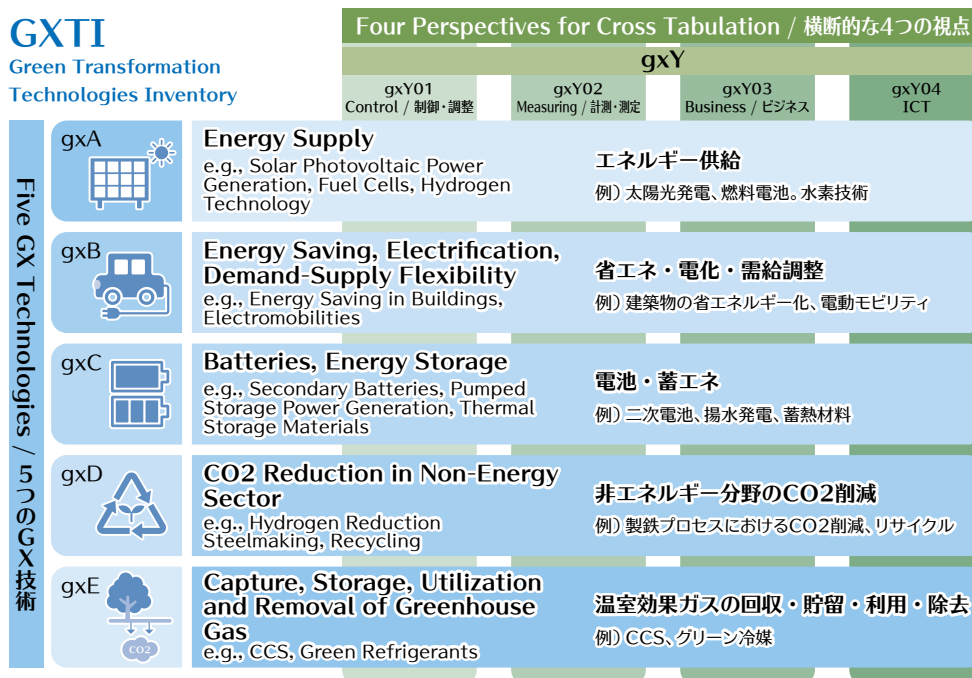 GXTI
Green Transformation
Technologies Inventory
Four Perspectives for Cross Tabulation / 横断的な4つの視点
gxY
gxY01
Control / 制御・調整
gxY02
Measuring / 計測・測定
gxY03
Business / ビジネス
gxY04
ICT
Five GX Technologies / 5つのGX技術
gxA
Energy Supply
e.g., Solar Photovoltaic Power
Generation, Fuel Cells, Hydrogen
Technology
エネルギー供給
例）太陽光発電、燃料電池。水素技術
gxB
Energy Saving, Electrification,
Demand-Supply Flexibility
e.g., Energy Saving in Buildings,
Electromobilities
省エネ・電化・需給調整
例）建築物の省エネルギー化、電動モビリティ
gxC
Batteries, Energy Storage
e.g., Secondary Batteries, Pumped
Storage Power Generation, Thermal
Storage Materials
電池・蓄エネ
例）二次電池、揚水発電、蓄熱材料
gxD
CO2 Reduction in Non-Energy
Sector
e.g., Hydrogen Reduction
Steelmaking, Recycling
非エネルギー分野のCO2削減
例）製鉄プロセスにおけるCO2削減、リサイクル
gxE
CO2
Capture, Storage, Utilization
and Removal of Greenhouse
Gas
e.g., CCS, Green Refrigerants
温室効果ガスの回収・貯留・利用・除去
例）CCS、グリーン冷媒